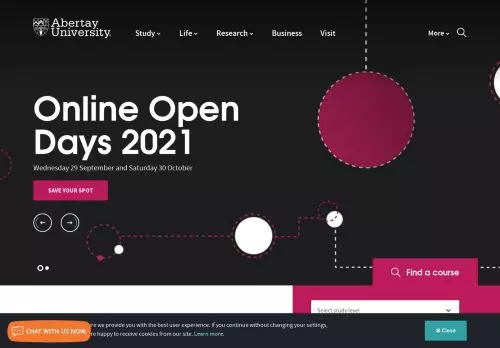 Abertay
University.
Study Life Research Business Visit More
Online Open
Days 2021
Wednesday 29 September and Saturday 30 October
SAVE YOUR SPOT
Find a course
Select study level
CHAT WITH US NOW
re we provide you with the best user experience. If you continue without changing your settings,
re happy to receive cookies from our site. Learn more.
Close